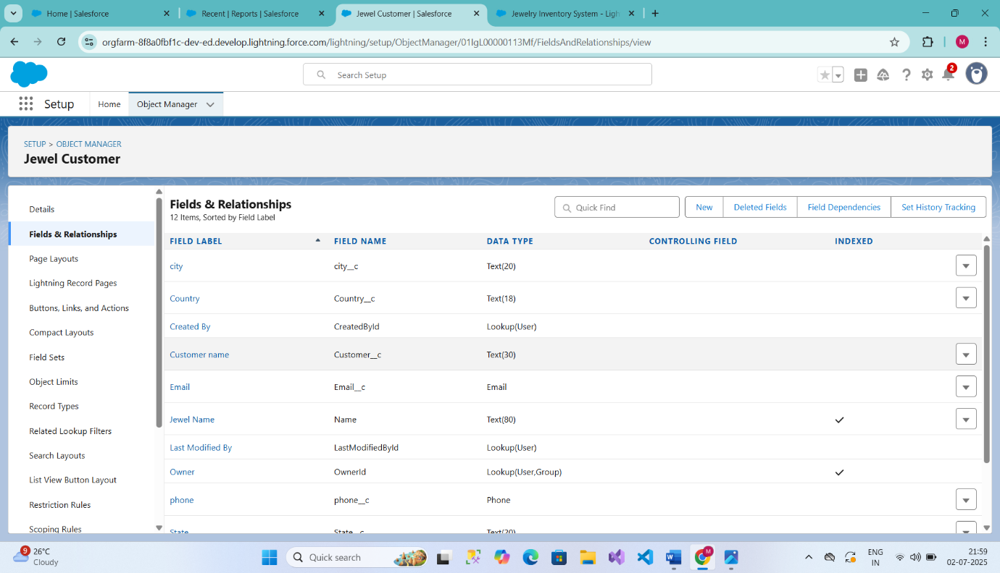 Home | Salesforce
Recent | Reports | Salesforce
Jewel Customer | Salesforce
Jewelry Inventory System - Ligh
orgfarm-8f8a0fbf1c-dev-ed.develop.lightning.force.com/lightning/setup/ObjectManager/01IgL00000113Mf/FieldsAndRelationships/view
M
Search Setup
2
Setup
Home
Object Manager
SETUP > OBJECT MANAGER
Jewel Customer
Details
Fields & Relationships
Page Layouts
Lightning Record Pages
Buttons, Links, and Actions
Compact Layouts
Field Sets
Object Limits
Record Types
Related Lookup Filters
Search Layouts
List View Button Layout
Restriction Rules
Scoping Rules
Fields & Relationships
12 Items, Sorted by Field Label
Quick Find
New
Deleted Fields
Field Dependencies
Set History Tracking
FIELD LABEL FIELD NAME DATA TYPE CONTROLLING FIELD INDEXED
city city__c Text(20)
Country Country__c Text(18)
Created By CreatedById Lookup(User)
Customer name Customer__c Text(30)
Email Email__c Email
Jewel Name Name Text(80)
Last Modified By LastModifiedById Lookup(User)
Owner OwnerId Lookup(User,Group)
phone phone__c Phone
State State__c Text(20)
9
26°C
Cloudy
Quick search
M
ENG
IN
21:59
02-07-2025